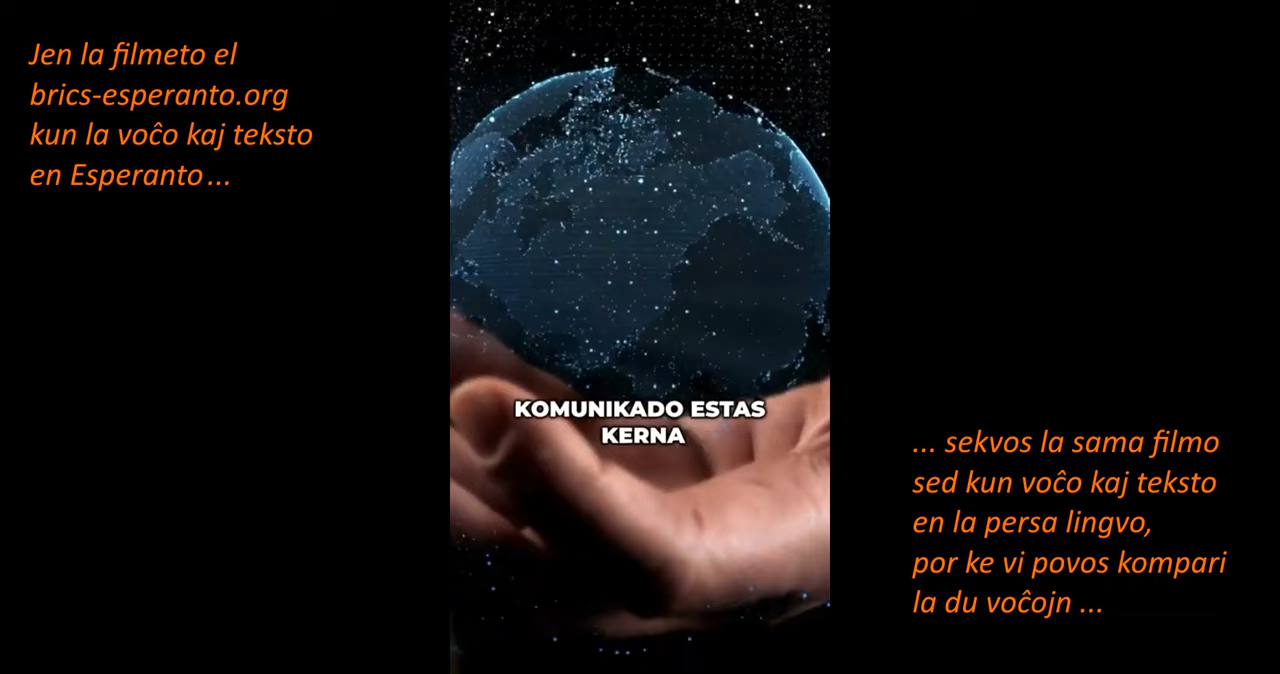 Jen la filmeto el
brics-esperanto.org
kun la voĉo kaj teksto
en Esperanto ...
KOMUNIKADO ESTAS
KERNA
... sekvos la sama filmo
sed kun voĉo kaj teksto
en la persa lingvo,
por ke vi povos kompari
la du voĉojn ...